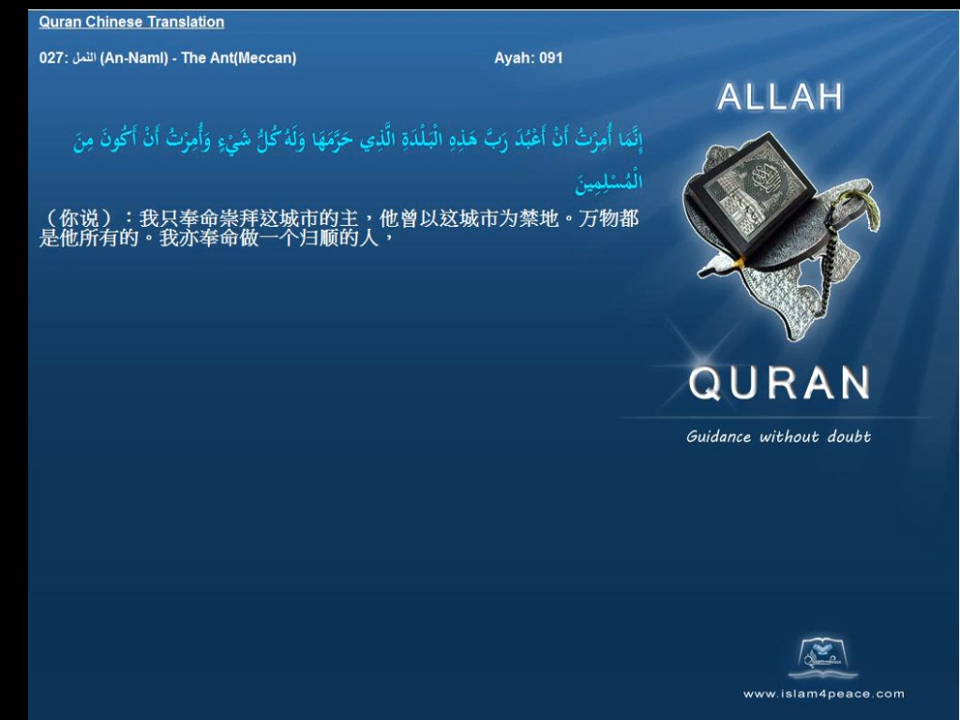 Quran Chinese Translation
027: النمل (An-Naml) - The Ant(Meccan) Ayah: 091
إِنَّمَا أُمِرْتُ أَنْ أَعْبُدَ رَبَّ هَذِهِ الْبَلْدَةِ الَّذِي حَرَّمَهَا وَلَهُ كُلُّ شَيْءٍ وَأُمِرْتُ أَنْ أَكُونَ مِنَ
الْمُسْلِمِينَ
（你说）：我只奉命崇拜这城市的主，他曾以这城市为禁地。万物都
是他所有的。我亦奉命做一个归顺的人，
ALLAH
QURAN
Guidance without doubt
www.islam4peace.com